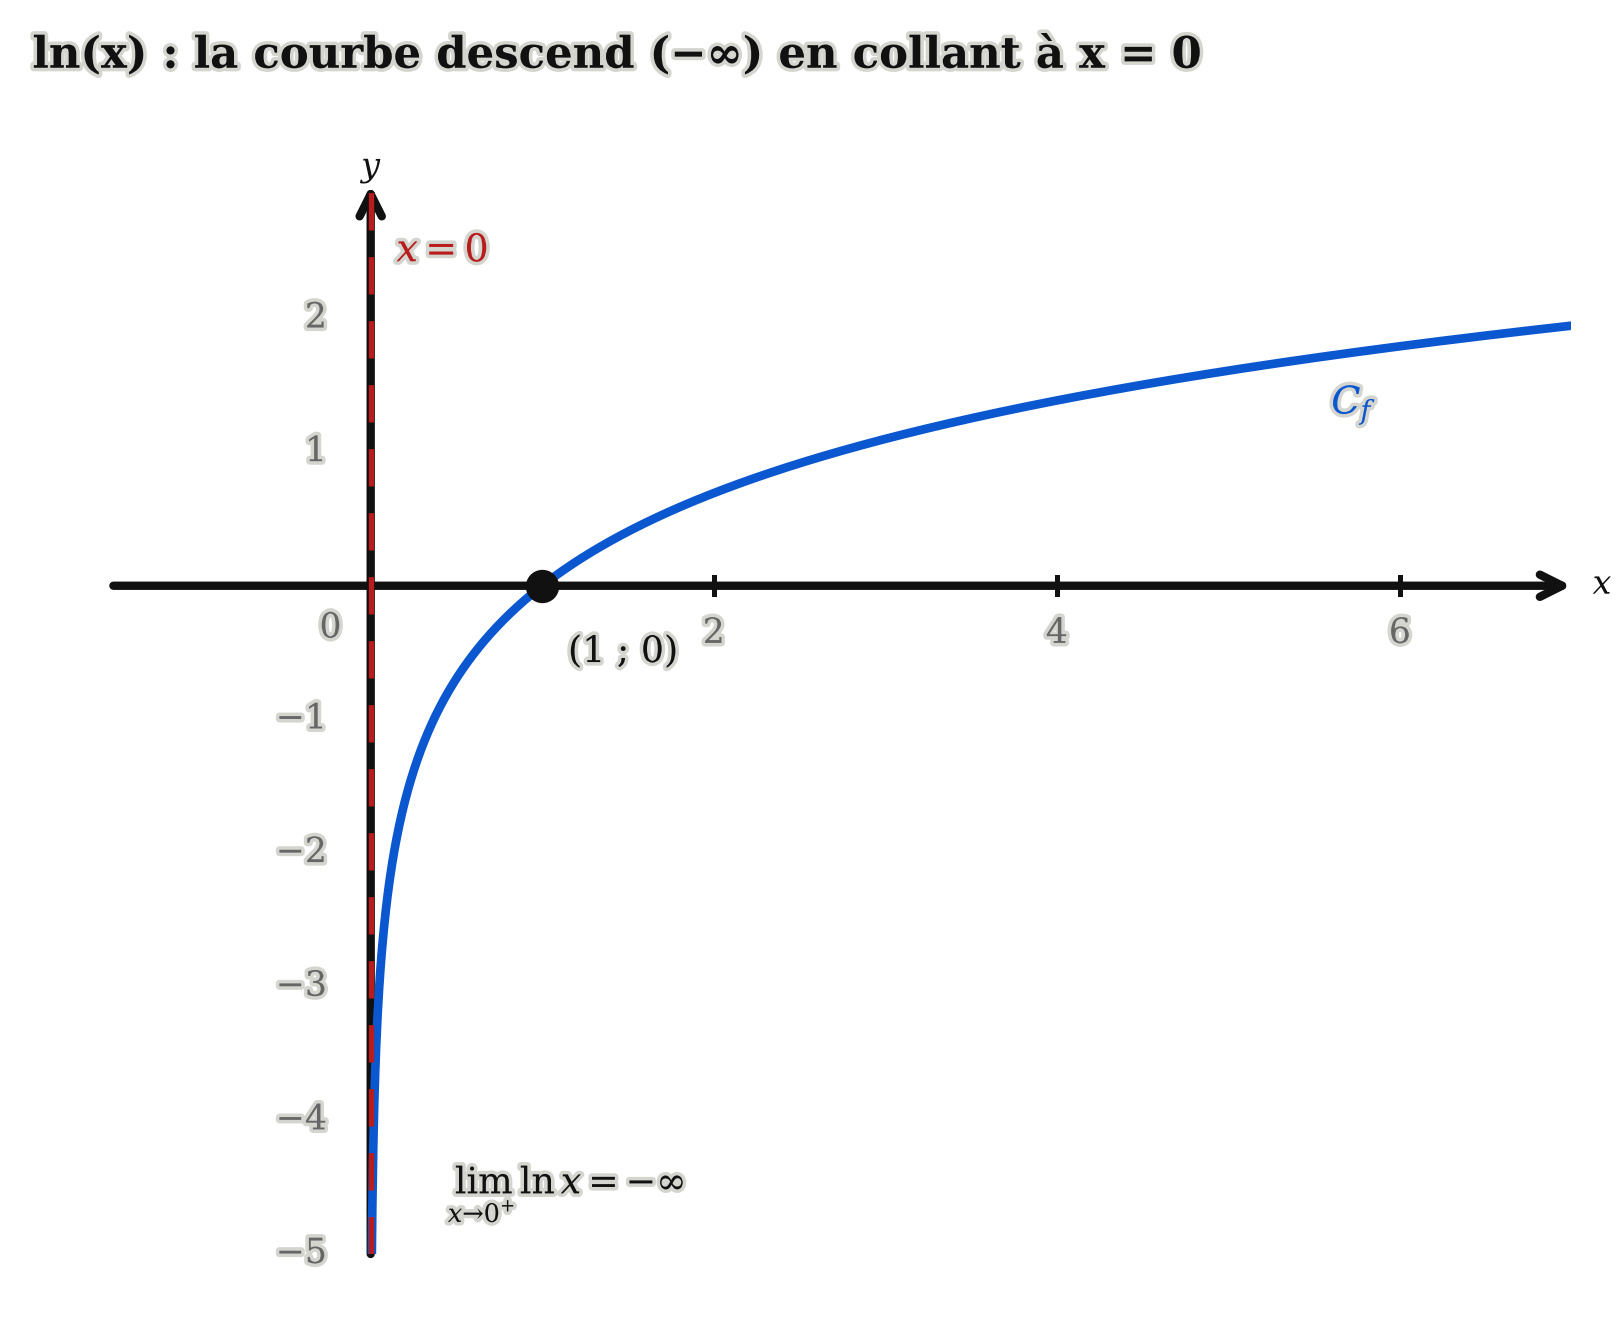 ln(x) : la courbe descend (−∞) en collant à x = 0
y
x = 0
2
C_f
1
x
0
(1 ; 0)
2
4
6
−1
−2
−3
−4
lim ln x = −∞
x→0⁺
−5